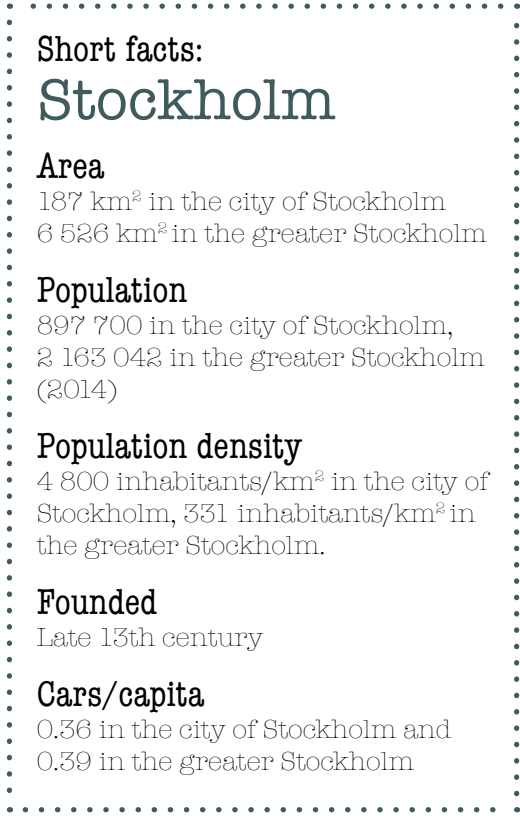 Short facts:
Stockholm
Area
187 km² in the city of Stockholm
6 526 km² in the greater Stockholm
Population
897 700 in the city of Stockholm,
2 163 042 in the greater Stockholm
(2014)
Population density
4 800 inhabitants/km² in the city of
Stockholm, 331 inhabitants/km² in
the greater Stockholm.
Founded
Late 13th century
Cars/capita
0.36 in the city of Stockholm and
0.39 in the greater Stockholm